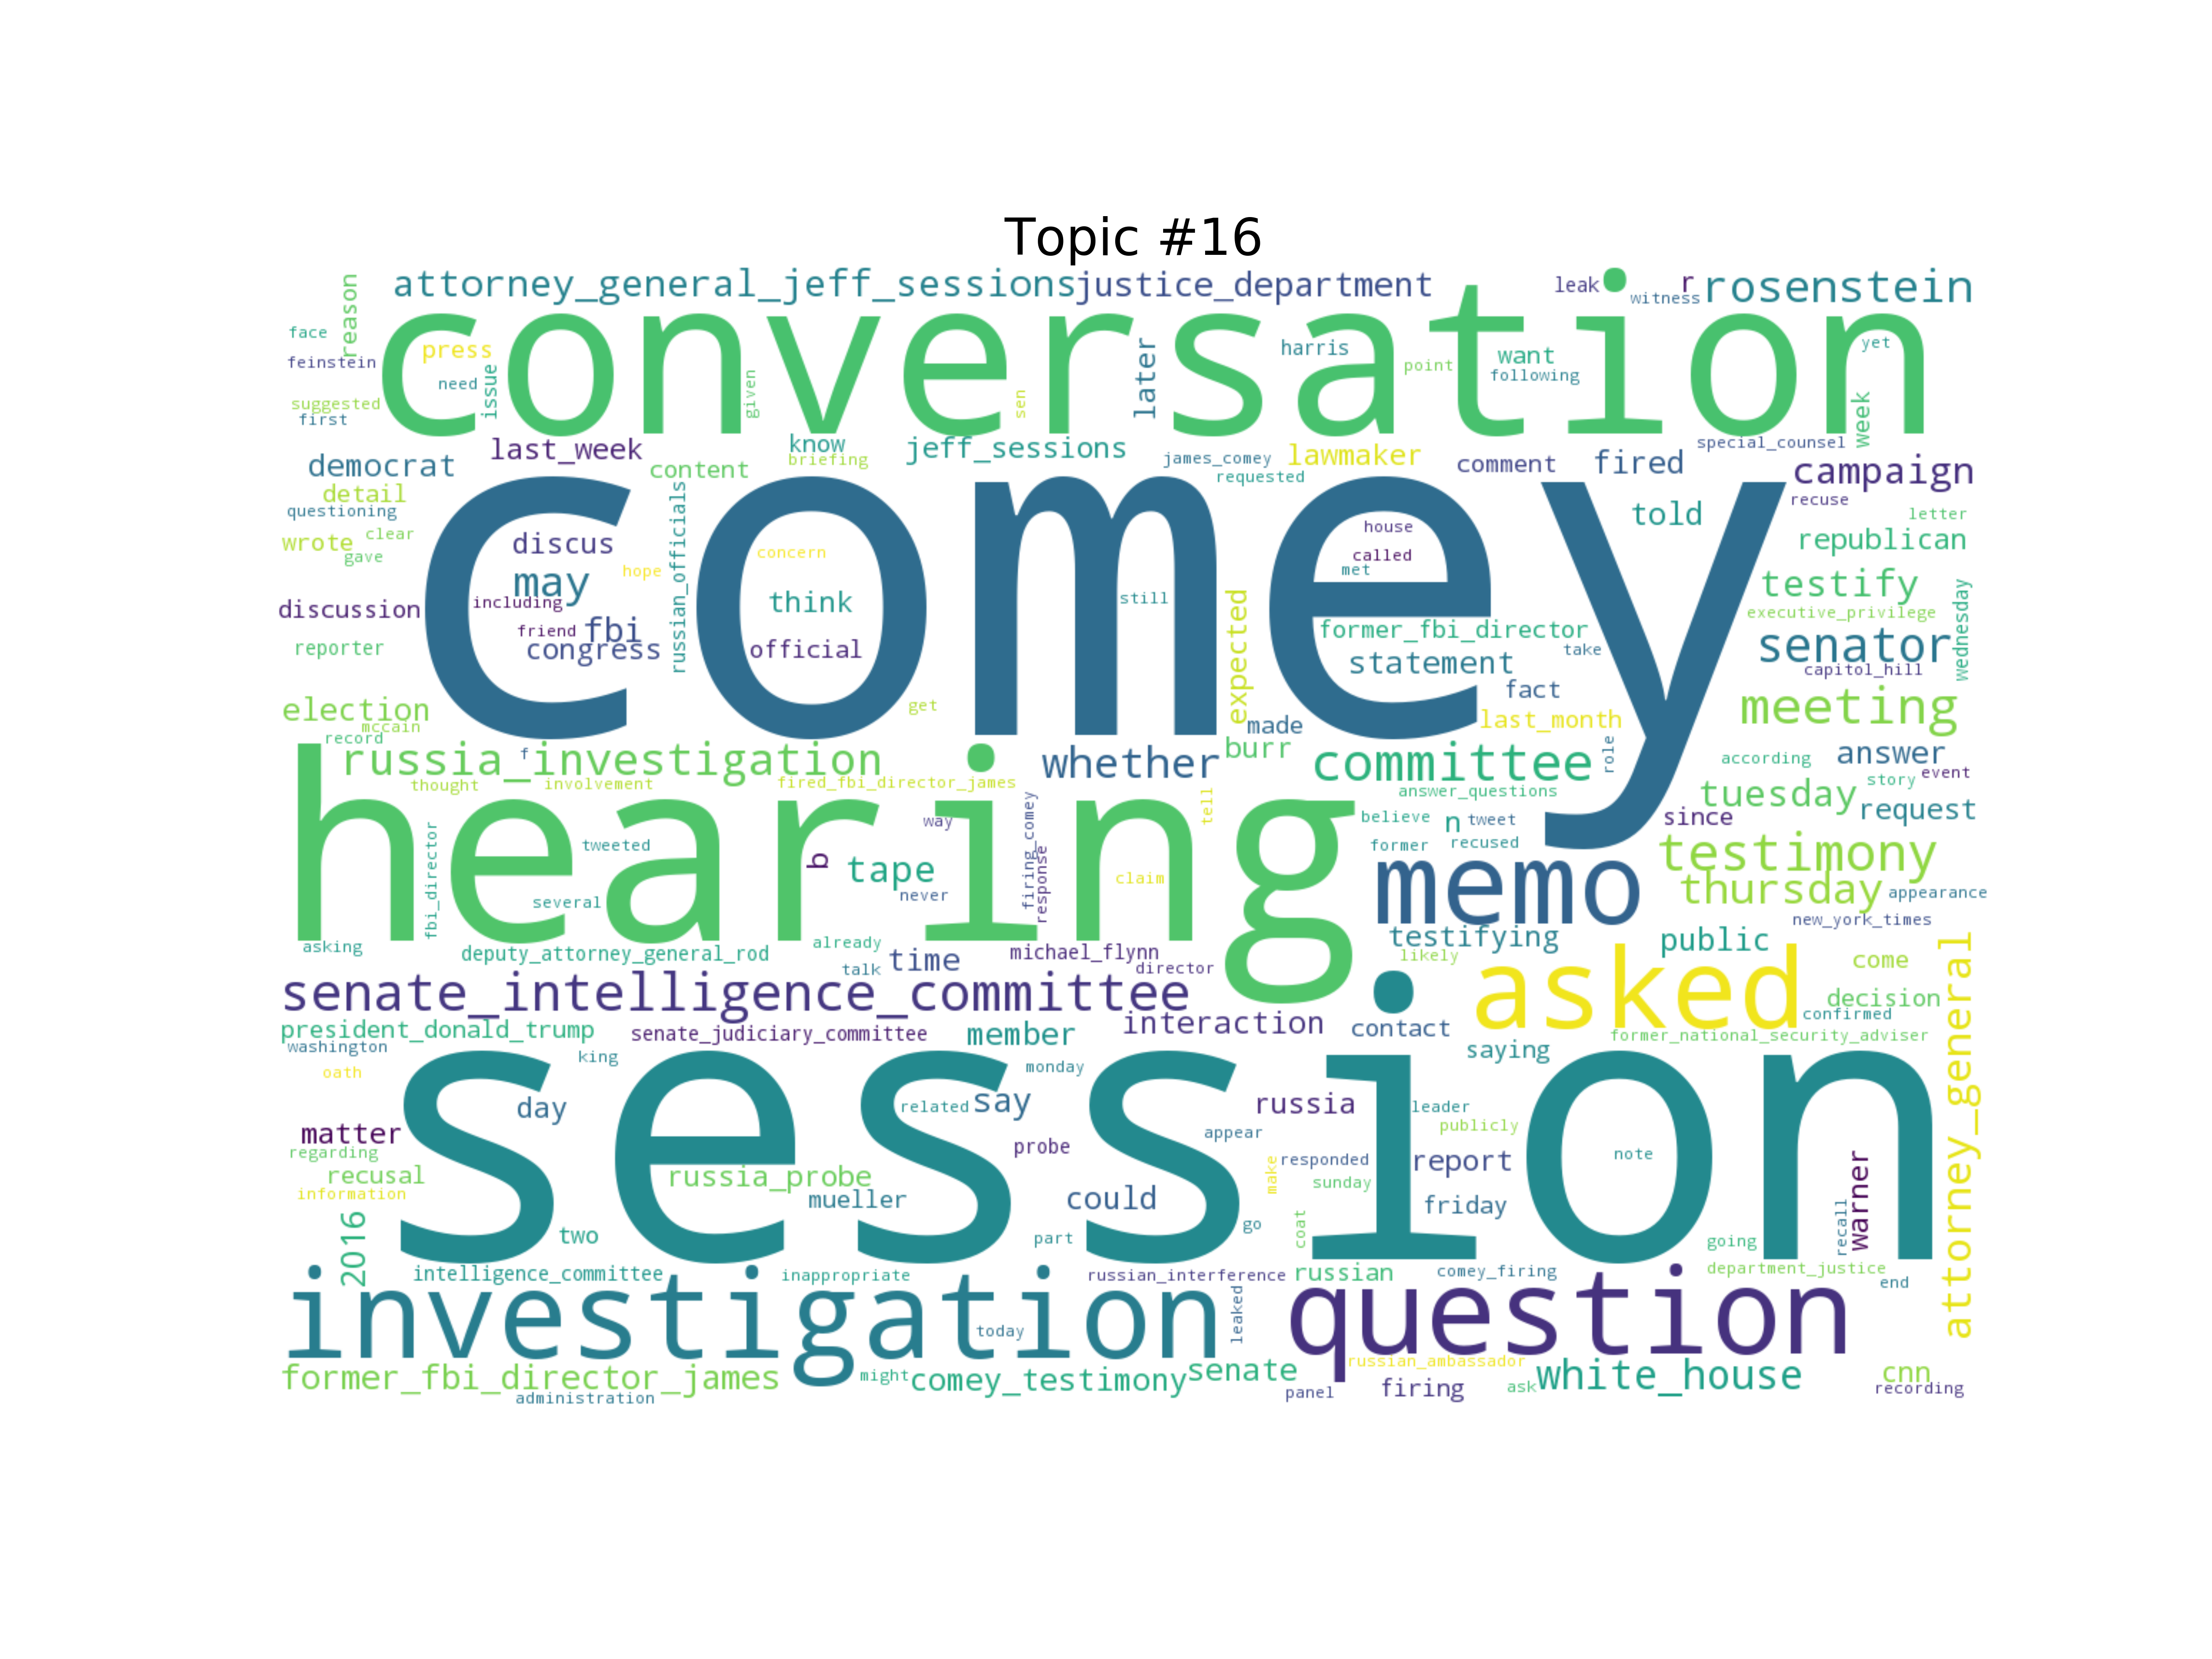 Topic #16
attorney_general_jeff_sessions justice_department leak r witness rosenstein
reason
face
conversation
feinstein
press
need
issue
given
sen
later
harris
point
want
following
yet
week
suggested
first
last_week
know
briefing
jeff_sessions
james_comey
lawmaker
requested
comment
fired
special_counsel
campaign
democrat
content
detail
questioning
comey
recuse
told
letter
wrote
clear
gave
discus
may
including
friend
fbi
congress
hope
russian_officials
concern
think
official
still
house
called
met
republican
testify
executive_privilege
wednesday
discussion
reporter
expected
former_fbi_director
statement
take
fact
senator
capitol_hill
meeting
election
mccain
record
get
made
last_month
role
russia_investigation
f
thought
involvement
fired_fbi_director_james
whether
burr
committee
answer_questions
according
answer
story
event
tuesday
request
hearing
tell
way
firing_comey
response
believe
n
tweet
since
former
recused
fbi_director
tweeted
b
tape
never
several
claim
memo
testimony
thursday
appearance
new_york_times
asking
deputy_attorney_general_rod
already
talk
time
michael_flynn
director
testifying
likely
public
come
attorney_general
senate_intelligence_committee
asked
decision
confirmed
president_donald_trump
senate_judiciary_committee
member
interaction
contact
former_national_security_adviser
washington
king
saying
oath
monday
session
day
related
say
russia
leader
publicly
matter
regarding
recusal
information
probe
appear
responded
report
note
russia_probe
mueller
could
make
sunday
friday
recall
warner
2016
two
part
go
coat
going
intelligence_committee
inappropriate
russian_interference
russian
comey_firing
department_justice
end
investigation
today
leaked
question
former_fbi_director_james
might
comey_testimony
senate
russian_ambassador
firing
ask
white_house
cnn
administration
panel
recording